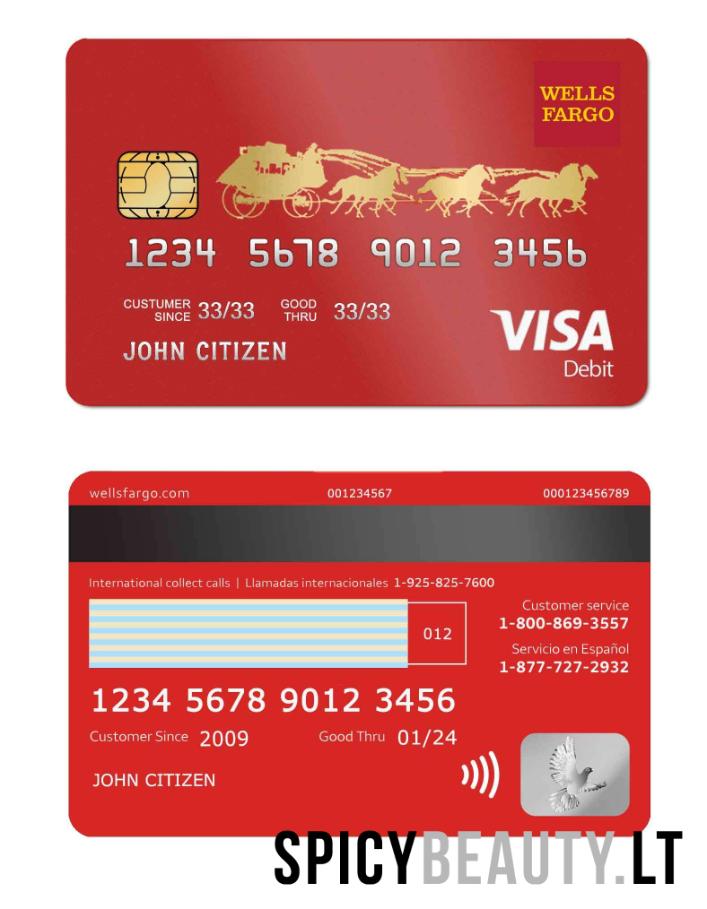 WELLS
FARGO
1234 5678 9012 3456
CUSTUMER SINCE 33/33 GOOD THRU 33/33
JOHN CITIZEN
VISA
Debit
wellsfargo.com 001234567 000123456789
International collect calls | Llamadas internacionales 1-925-825-7600
Customer service
012
1-800-869-3557
Servicio en Español
1-877-727-2932
1234 5678 9012 3456
Customer Since 2009 Good Thru 01/24
JOHN CITIZEN
SPICYBEAUTY.LT